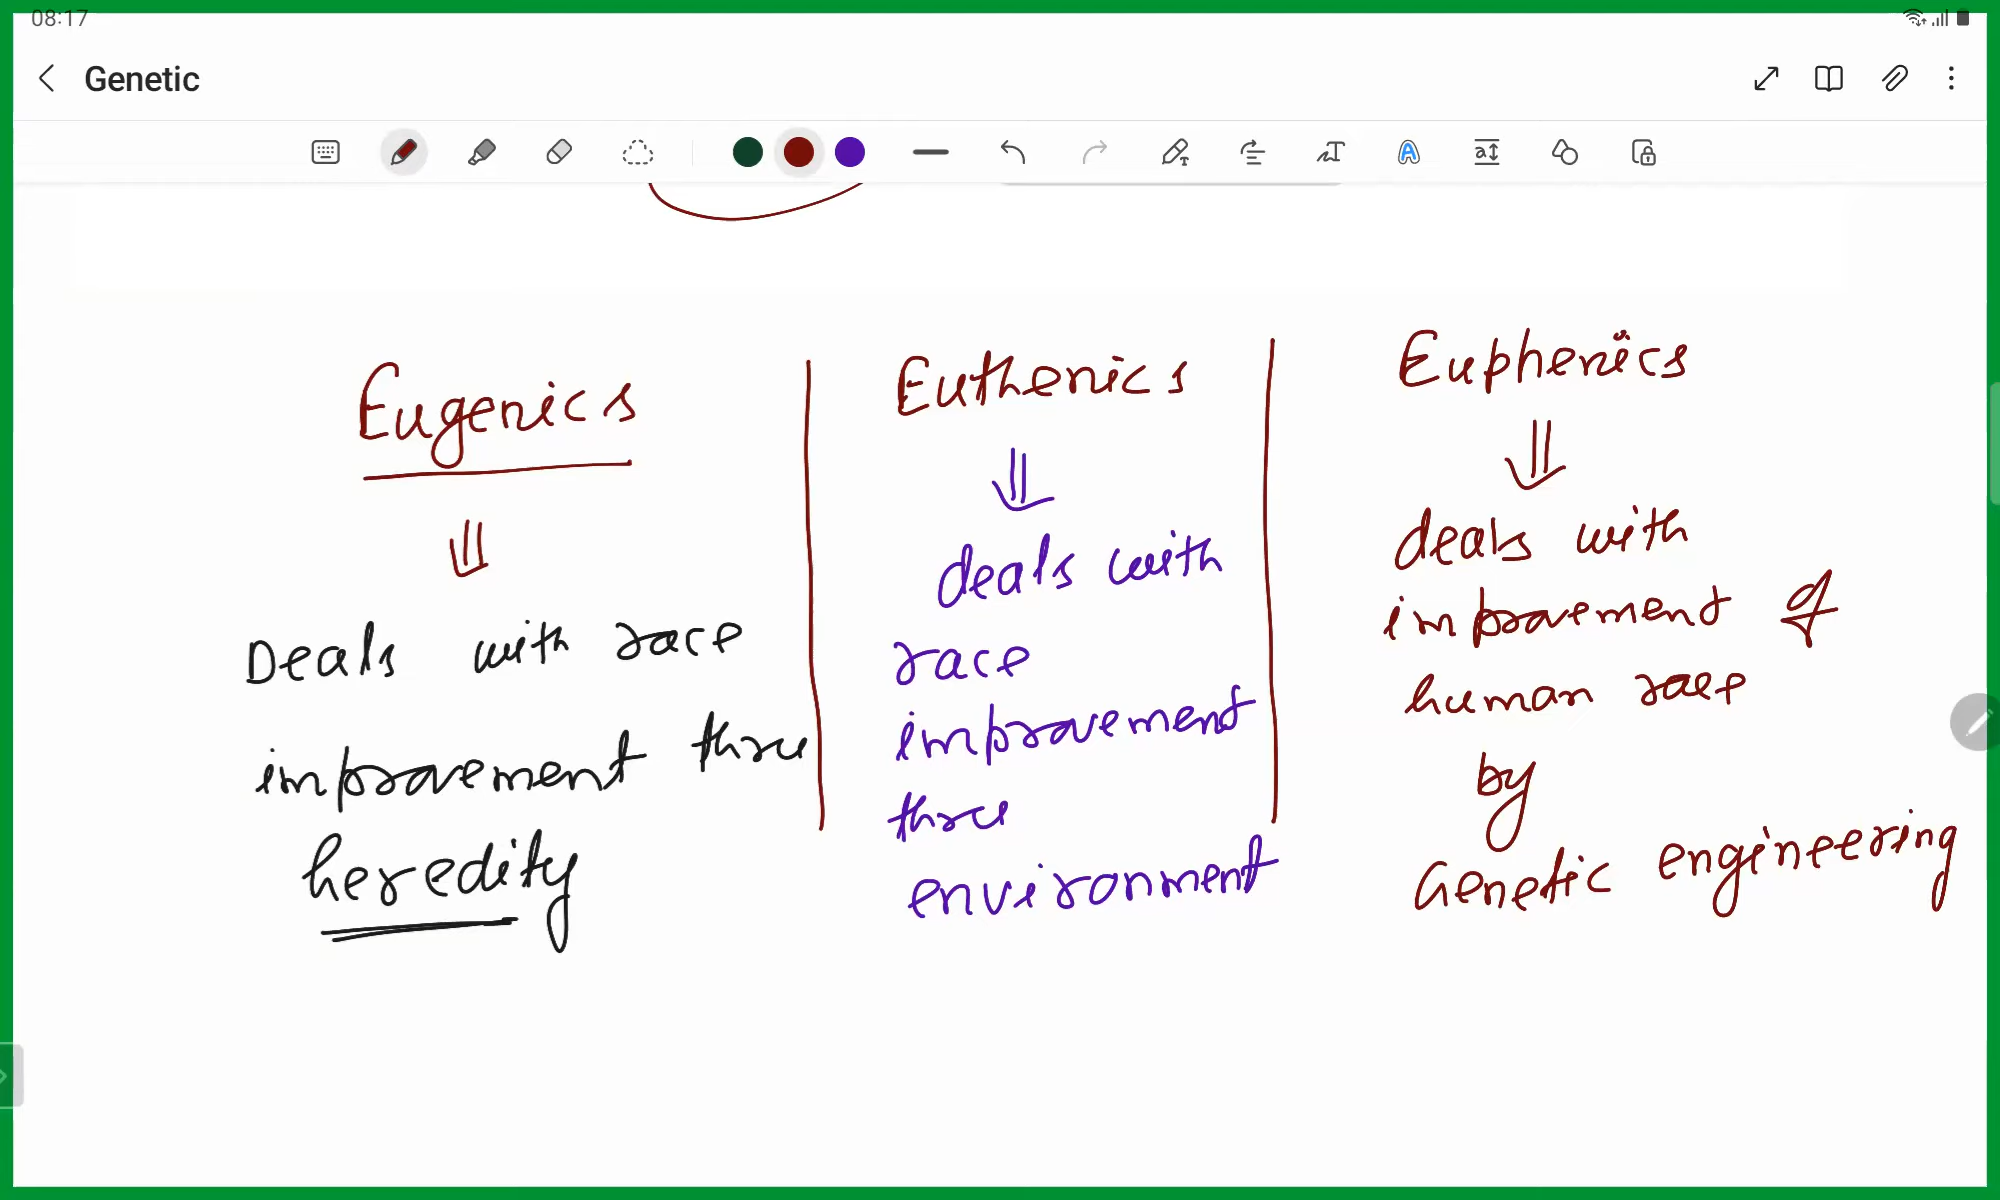 08:17
Genetic
Eugenics
Deals with race
improvement thru
heredity
Euthenics
deals with
race
improvement
thru
environment
Euphenics
deals with
improvement of
human race
by
Genetic engineering